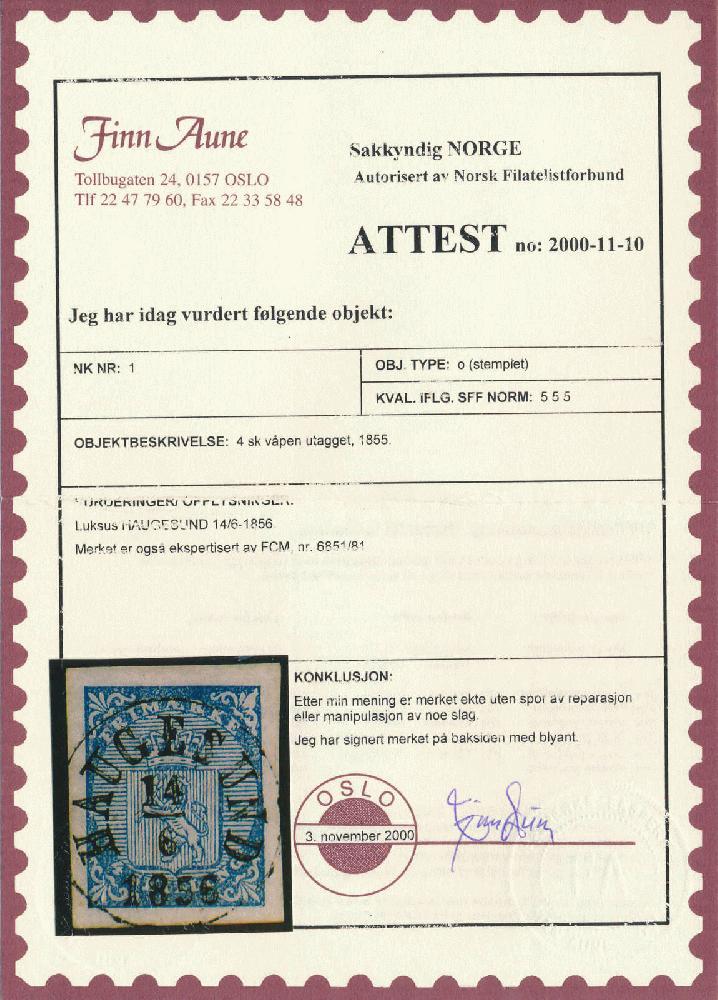 Finn Aune
Tollbugaten 24, 0157 OSLO
Tlf 22 47 79 60, Fax 22 33 58 48
Sakkyndig NORGE
Autorisert av Norsk Filatelistforbund
ATTEST no: 2000-11-10
Jeg har idag vurdert følgende objekt:
NK NR: 1
OBJ. TYPE: o (stemplet)
KVAL. IFLG. SFF NORM: 5 5 5
OBJEKTBESKRIVELSE: 4 sk våpen utagget, 1855.
VURDERINGER/OPPLYSNINGER:
Luksus HAUGESUND 14/6-1856.
Merket er også ekspertisert av FCM, nr. 6651/81
KONKLUSJON:
Etter min mening er merket ekte uten spor av reparasjon
eller manipulasjon av noe slag.
Jeg har signert merket på baksiden med blyant.
FRIMÆRKE
HAUGESUND
14
6
1856
OSLO
3. november 2000